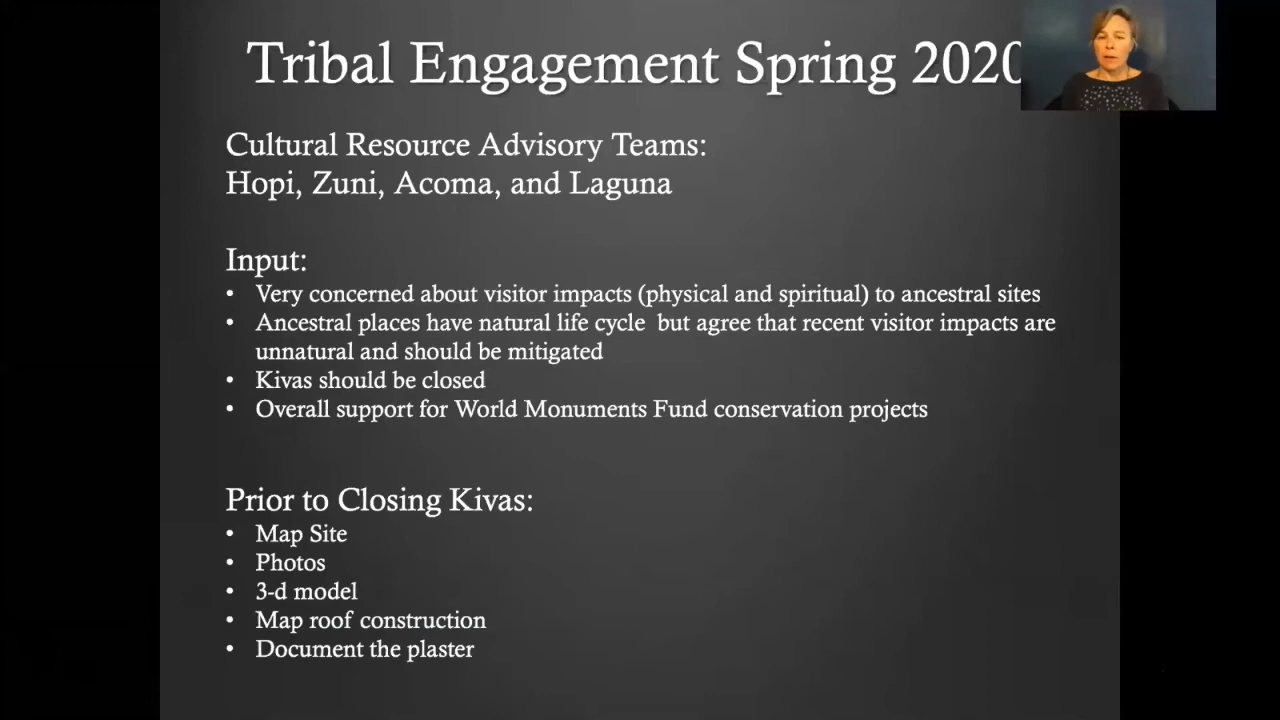 Tribal Engagement Spring 2020
Cultural Resource Advisory Teams:
Hopi, Zuni, Acoma, and Laguna
Input:
• Very concerned about visitor impacts (physical and spiritual) to ancestral sites
• Ancestral places have natural life cycle but agree that recent visitor impacts are
unnatural and should be mitigated
• Kivas should be closed
• Overall support for World Monuments Fund conservation projects
Prior to Closing Kivas:
• Map Site
• Photos
• 3-d model
• Map roof construction
• Document the plaster